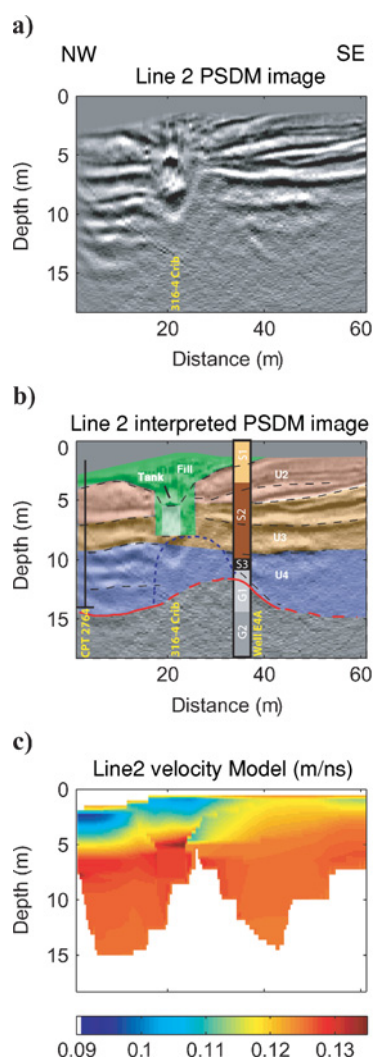 a)
NW SE
Line 2 PSDM image
0
5
10
15
Depth (m)
316-4 Crib
20 40 60
Distance (m)
b)
Line 2 interpreted PSDM image
0
5
10
15
Depth (m)
Tank
Fill
S1
S2
S3
G1
G2
U2
U3
U4
CPT 2764
316-4 Crib
Well E4A
20 40 60
Distance (m)
c)
Line2 velocity Model (m/ns)
0
5
10
15
Depth (m)
0.09 0.1 0.11 0.12 0.13